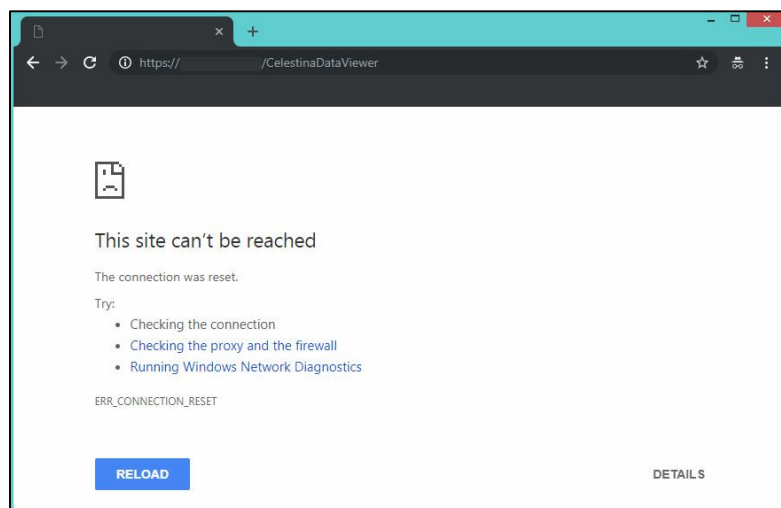 https:// /CelestinaDataViewer
This site can't be reached
The connection was reset.
Try:
Checking the connection
Checking the proxy and the firewall
Running Windows Network Diagnostics
ERR_CONNECTION_RESET
RELOAD DETAILS